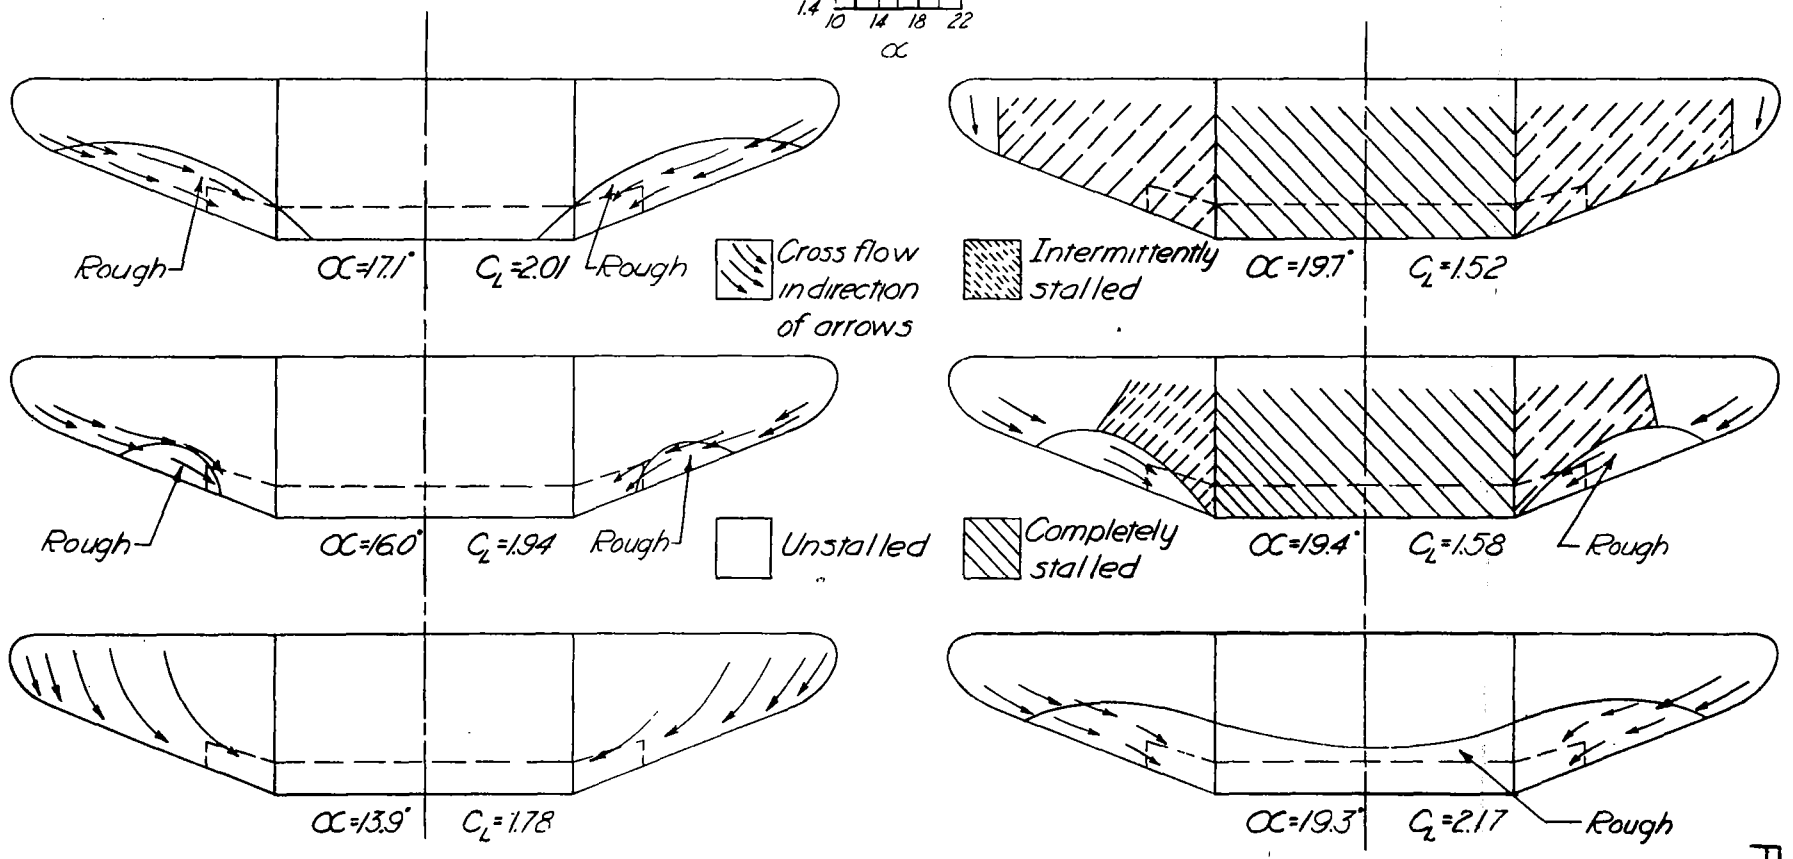 1.4
10 14 18 22
α
Rough
α=17.1°
C_L=2.01
Rough
Cross flow
in direction
of arrows
Intermittently
stalled
α=19.7°
C_L=1.52
Rough
α=16.0°
C_L=1.94
Rough
Unstalled
Completely
stalled
α=19.4°
C_L=1.58
Rough
α=13.9°
C_L=1.78
α=19.3°
C_L=2.17
Rough